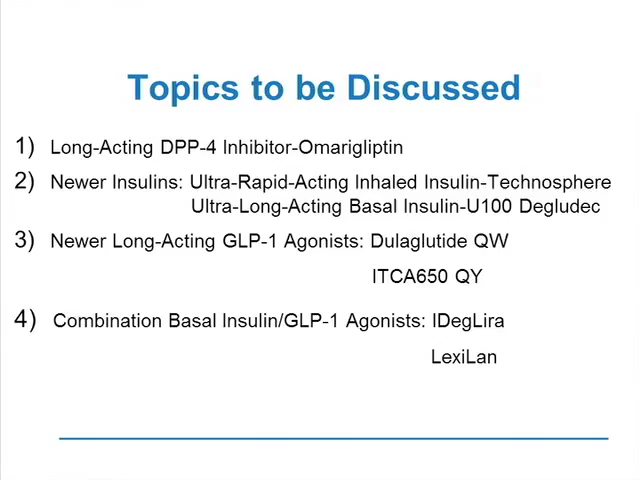 Topics to be Discussed
1) Long-Acting DPP-4 Inhibitor-Omarigliptin
2) Newer Insulins: Ultra-Rapid-Acting Inhaled Insulin-Technosphere
Ultra-Long-Acting Basal Insulin-U100 Degludec
3) Newer Long-Acting GLP-1 Agonists: Dulaglutide QW
ITCA650 QY
4) Combination Basal Insulin/GLP-1 Agonists: IDegLira
LexiLan